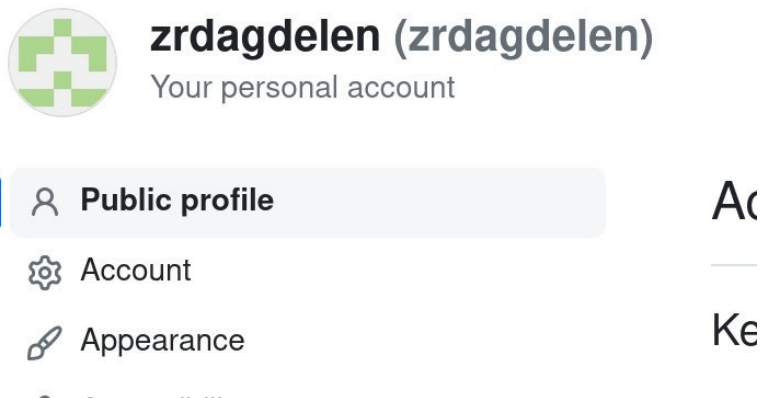 zrdagdelen (zrdagdelen)
Your personal account
Public profile
Account
Appearance